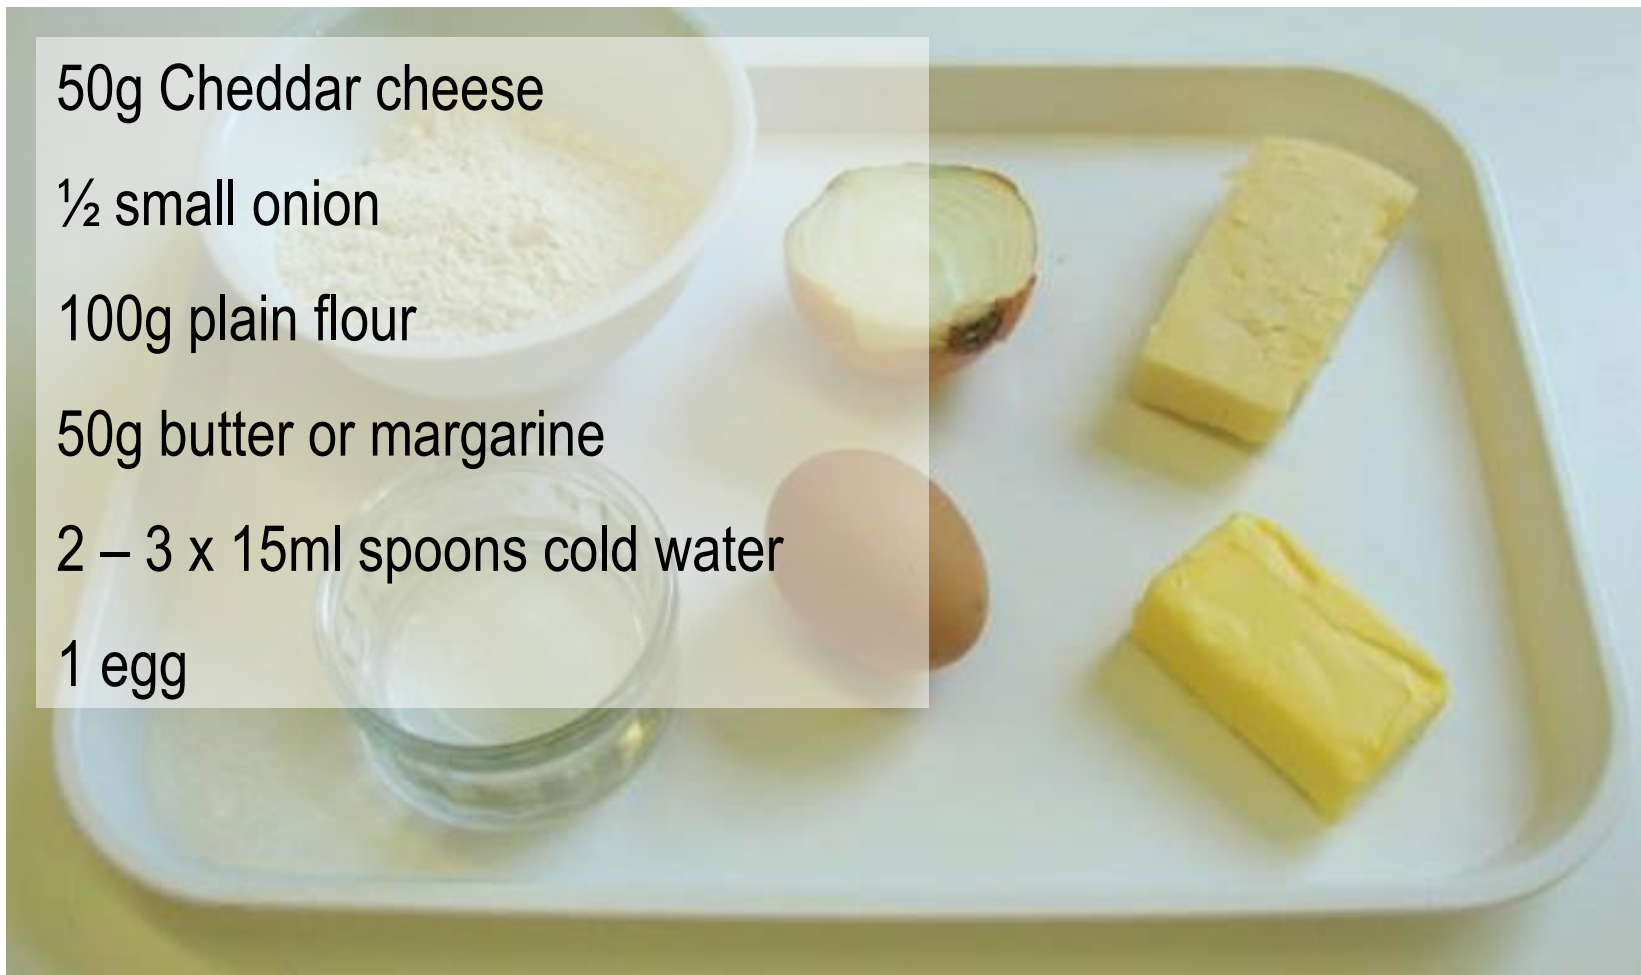 50g Cheddar cheese
½ small onion
100g plain flour
50g butter or margarine
2 – 3 x 15ml spoons cold water
1 egg